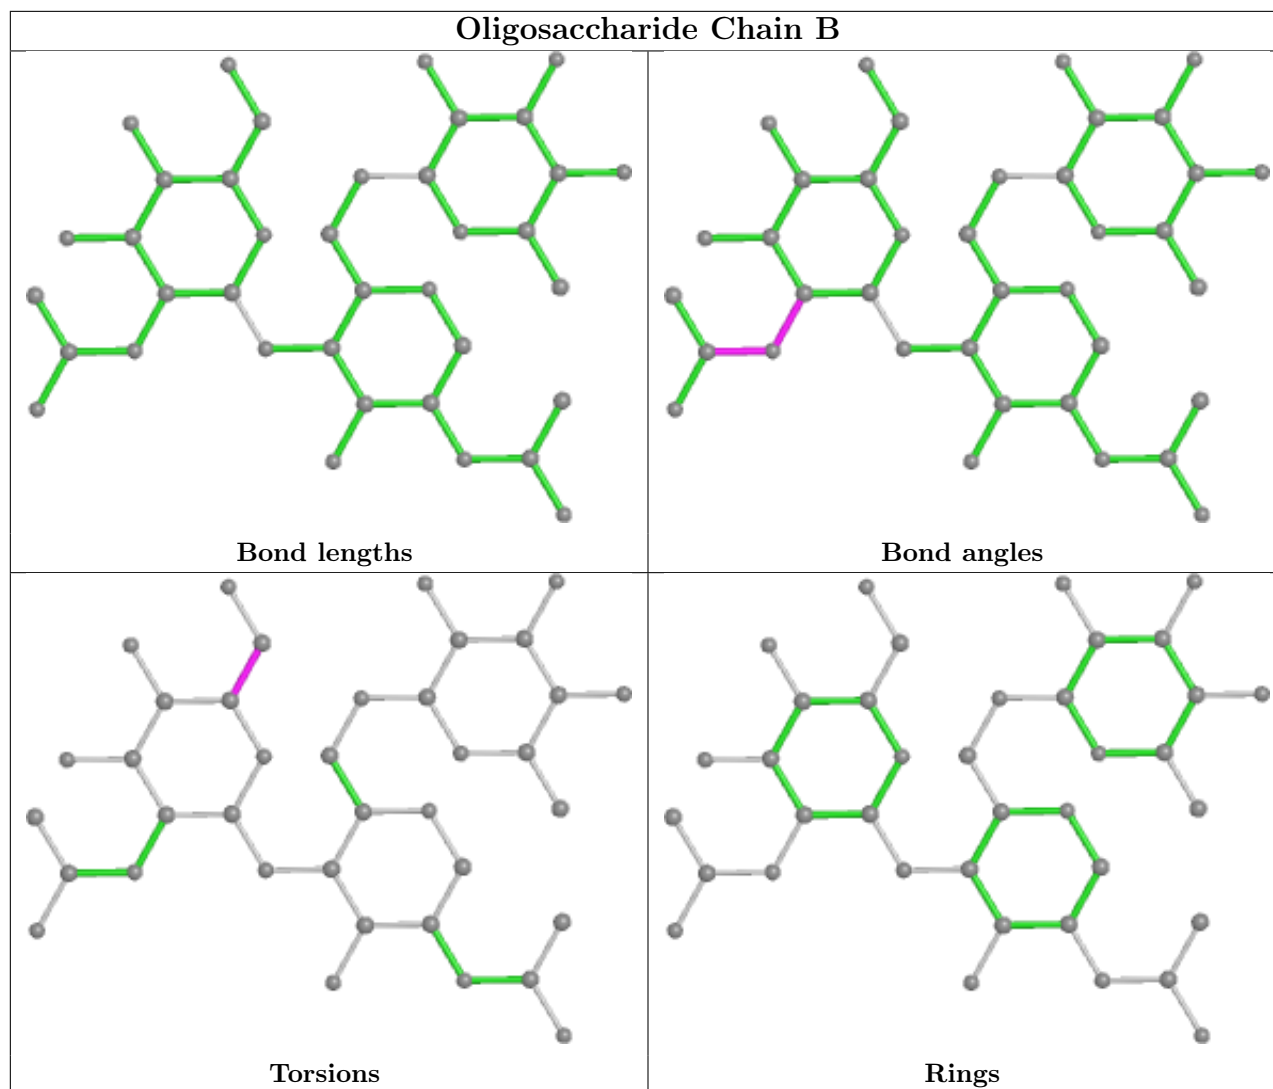 Oligosaccharide Chain B
Bond lengths
Bond angles
Torsions
Rings